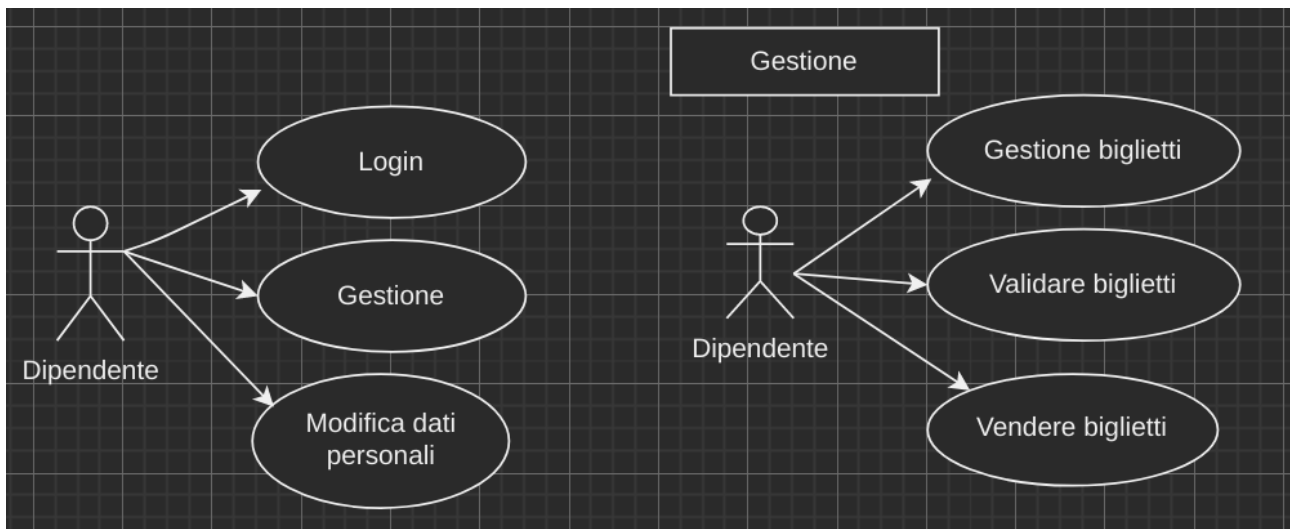 Login
Gestione
Dipendente
Modifica dati
personali
Gestione
Gestione biglietti
Validare biglietti
Dipendente
Vendere biglietti